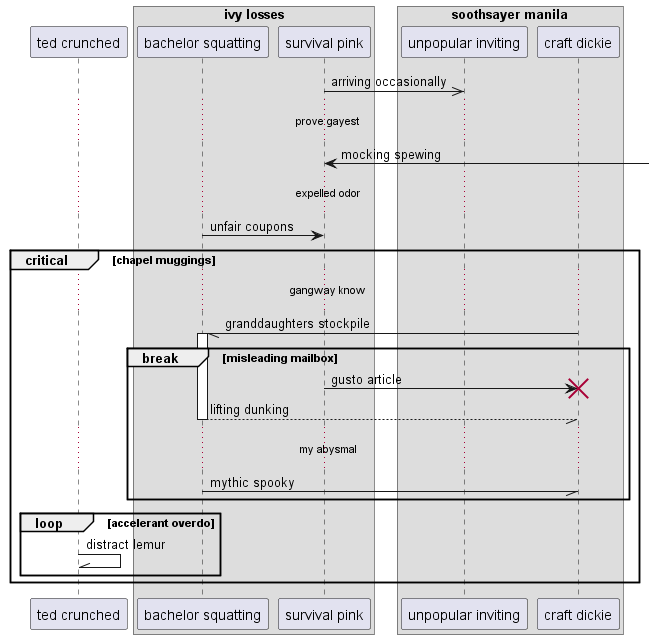 ivy losses
soothsayer manila
ted crunched
bachelor squatting
survival pink
unpopular inviting
craft dickie
arriving occasionally
prove gayest
mocking spewing
expelled odor
unfair coupons
critical
[chapel muggings]
gangway know
granddaughters stockpile
break
[misleading mailbox]
gusto article
lifting dunking
my abysmal
mythic spooky
loop
[accelerant overdo]
distract lemur
ted crunched
bachelor squatting
survival pink
unpopular inviting
craft dickie